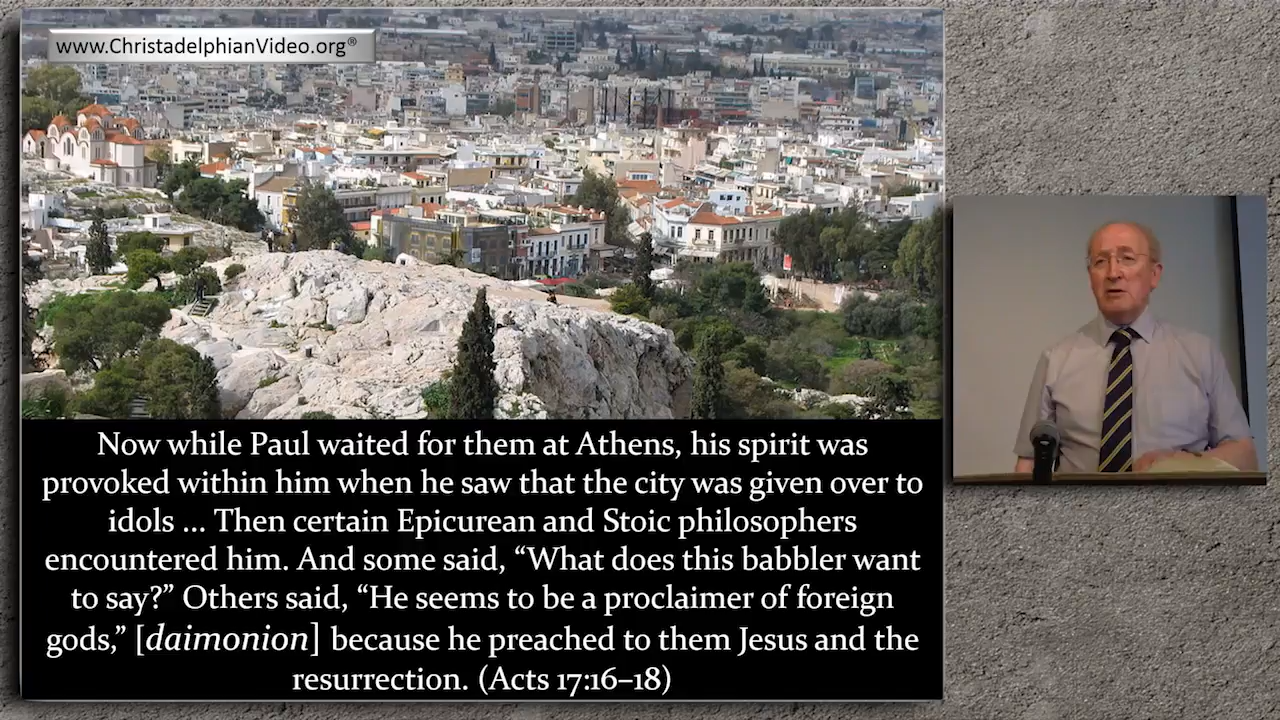 www.ChristadelphianVideo.org®
Now while Paul waited for them at Athens, his spirit was
provoked within him when he saw that the city was given over to
idols ... Then certain Epicurean and Stoic philosophers
encountered him. And some said, “What does this babbler want
to say?” Others said, “He seems to be a proclaimer of foreign
gods,” [daimonion] because he preached to them Jesus and the
resurrection. (Acts 17:16–18)